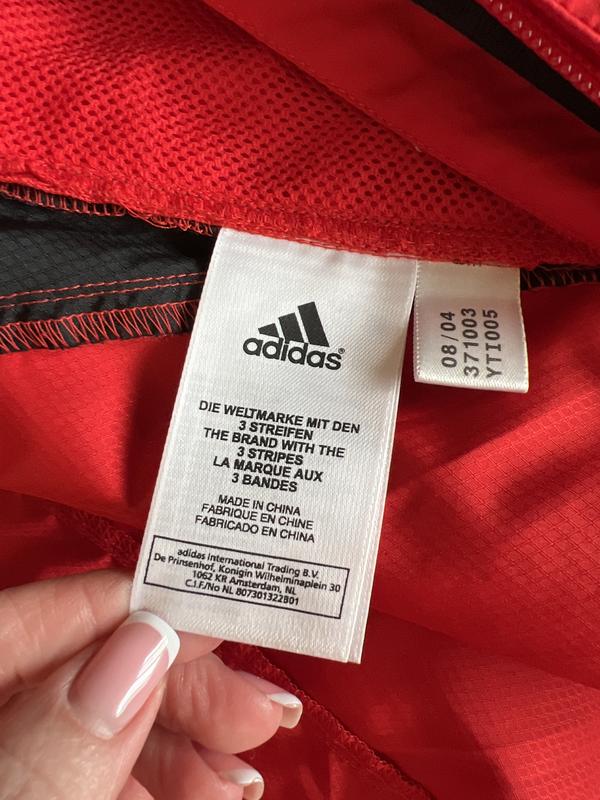 adidas®
DIE WELTMARKE MIT DEN
3 STREIFEN
THE BRAND WITH THE
3 STRIPES
LA MARQUE AUX
3 BANDES
MADE IN CHINA
FABRIQUE EN CHINE
FABRICADO EN CHINA
adidas International Trading B.V.
De Prinsenhof, Konigin Wilhelminaplein 30
1062 KR Amsterdam, NL
C.I.F./No NL 807301322B01
08/04
371003
YTI005